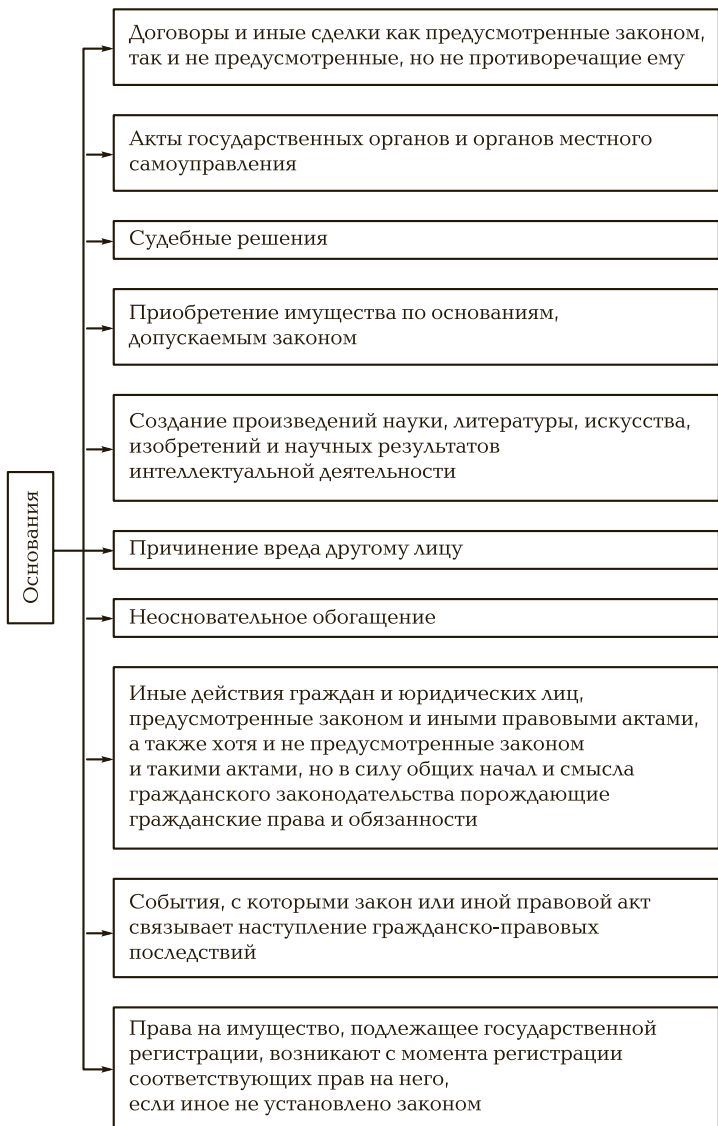 Основания
Договоры и иные сделки как предусмотренные законом,
так и не предусмотренные, но не противоречащие ему
Акты государственных органов и органов местного
самоуправления
Судебные решения
Приобретение имущества по основаниям,
допускаемым законом
Создание произведений науки, литературы, искусства,
изобретений и научных результатов
интеллектуальной деятельности
Причинение вреда другому лицу
Неосновательное обогащение
Иные действия граждан и юридических лиц,
предусмотренные законом и иными правовыми актами,
а также хотя и не предусмотренные законом
и такими актами, но в силу общих начал и смысла
гражданского законодательства порождающие
гражданские права и обязанности
События, с которыми закон или иной правовой акт
связывает наступление гражданско-правовых
последствий
Права на имущество, подлежащее государственной
регистрации, возникают с момента регистрации
соответствующих прав на него,
если иное не установлено законом